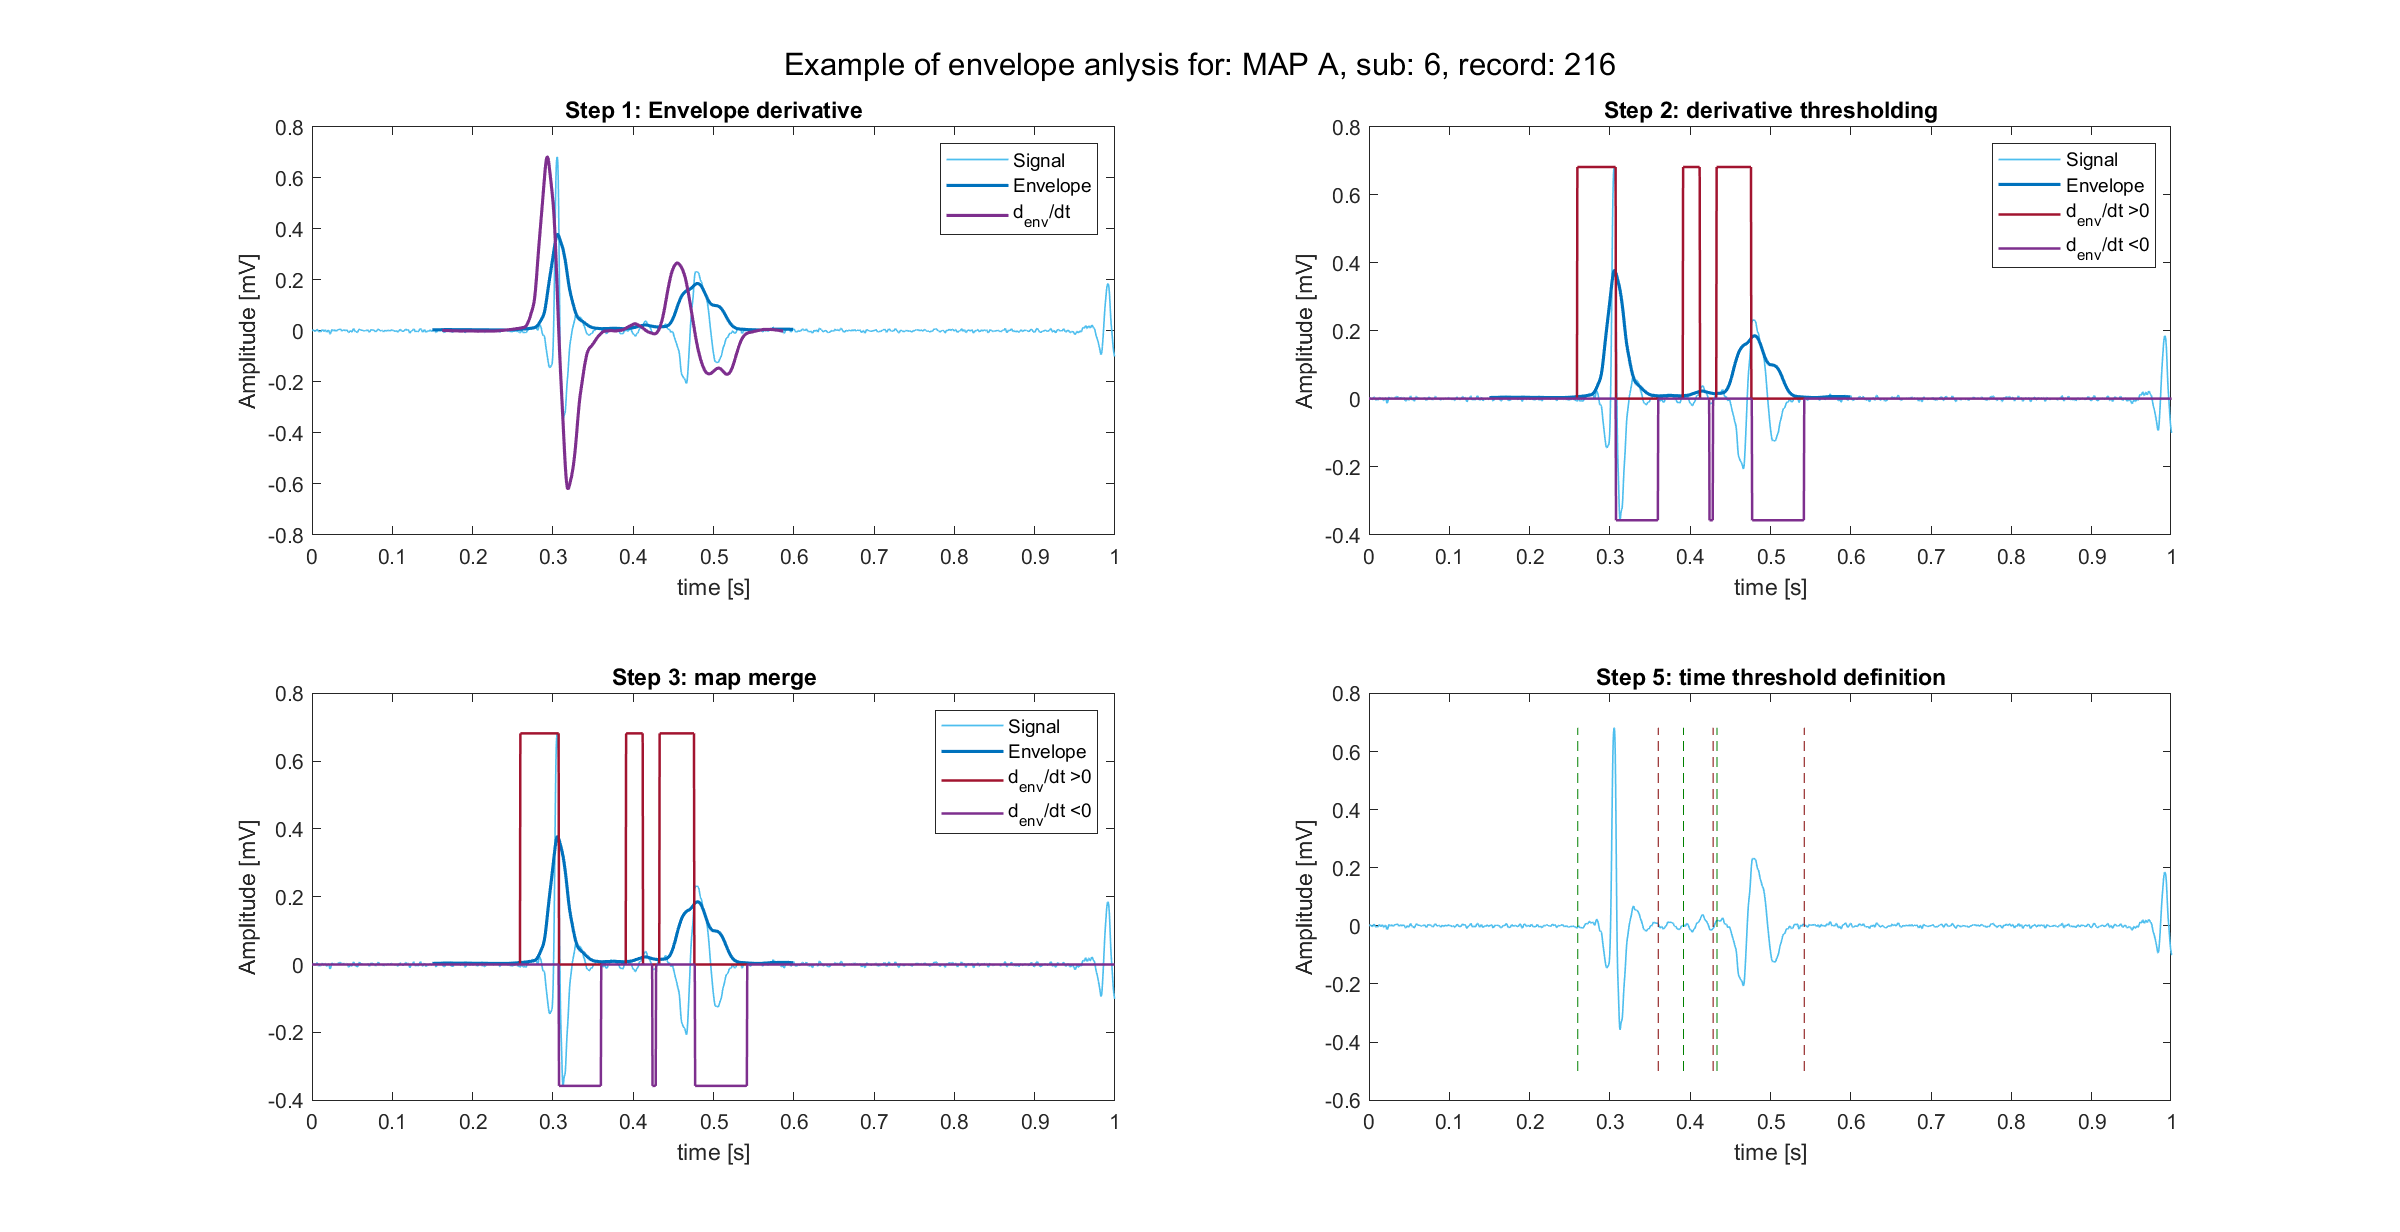 Example of envelope anlysis for: MAP A, sub: 6, record: 216
Step 1: Envelope derivative
0.8
0.6
0.4
0.2
0
-0.2
-0.4
-0.6
-0.8
Amplitude [mV]
0 0.1 0.2 0.3 0.4 0.5 0.6 0.7 0.8 0.9 1
time [s]
Signal
Envelope
d_env/dt
Step 2: derivative thresholding
0.8
0.6
0.4
0.2
0
-0.2
-0.4
Amplitude [mV]
0 0.1 0.2 0.3 0.4 0.5 0.6 0.7 0.8 0.9 1
time [s]
Signal
Envelope
d_env/dt >0
d_env/dt <0
Step 3: map merge
0.8
0.6
0.4
0.2
0
-0.2
-0.4
Amplitude [mV]
0 0.1 0.2 0.3 0.4 0.5 0.6 0.7 0.8 0.9 1
time [s]
Signal
Envelope
d_env/dt >0
d_env/dt <0
Step 5: time threshold definition
0.8
0.6
0.4
0.2
0
-0.2
-0.4
-0.6
Amplitude [mV]
0 0.1 0.2 0.3 0.4 0.5 0.6 0.7 0.8 0.9 1
time [s]